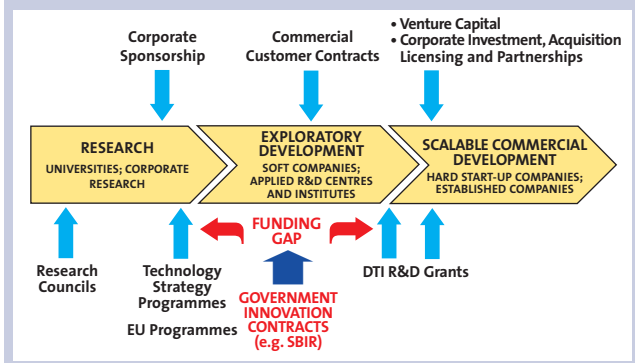 Corporate
Sponsorship
Commercial
Customer Contracts
• Venture Capital
• Corporate Investment, Acquisition
Licensing and Partnerships
RESEARCH
UNIVERSITIES; CORPORATE
RESEARCH
EXPLORATORY
DEVELOPMENT
SOFT COMPANIES;
APPLIED R&D CENTRES
AND INSTITUTES
SCALABLE COMMERCIAL
DEVELOPMENT
HARD START-UP COMPANIES;
ESTABLISHED COMPANIES
FUNDING
GAP
Research
Councils
Technology
Strategy
Programmes
EU Programmes
GOVERNMENT
INNOVATION
CONTRACTS
(e.g. SBIR)
DTI R&D Grants